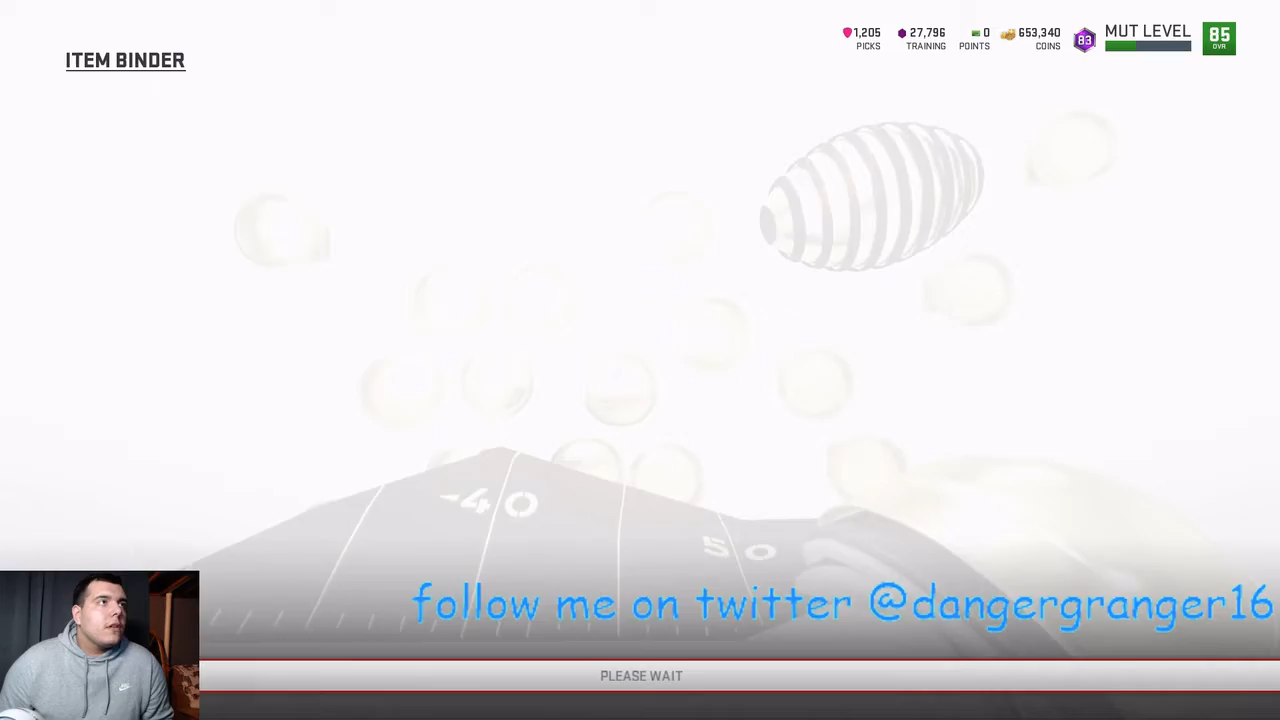 ITEM BINDER
1,205 PICKS
27,796 TRAINING
0 POINTS
653,340 COINS
83
MUT LEVEL
85 OVR
-40
50
follow me on twitter @dangergranger16
PLEASE WAIT